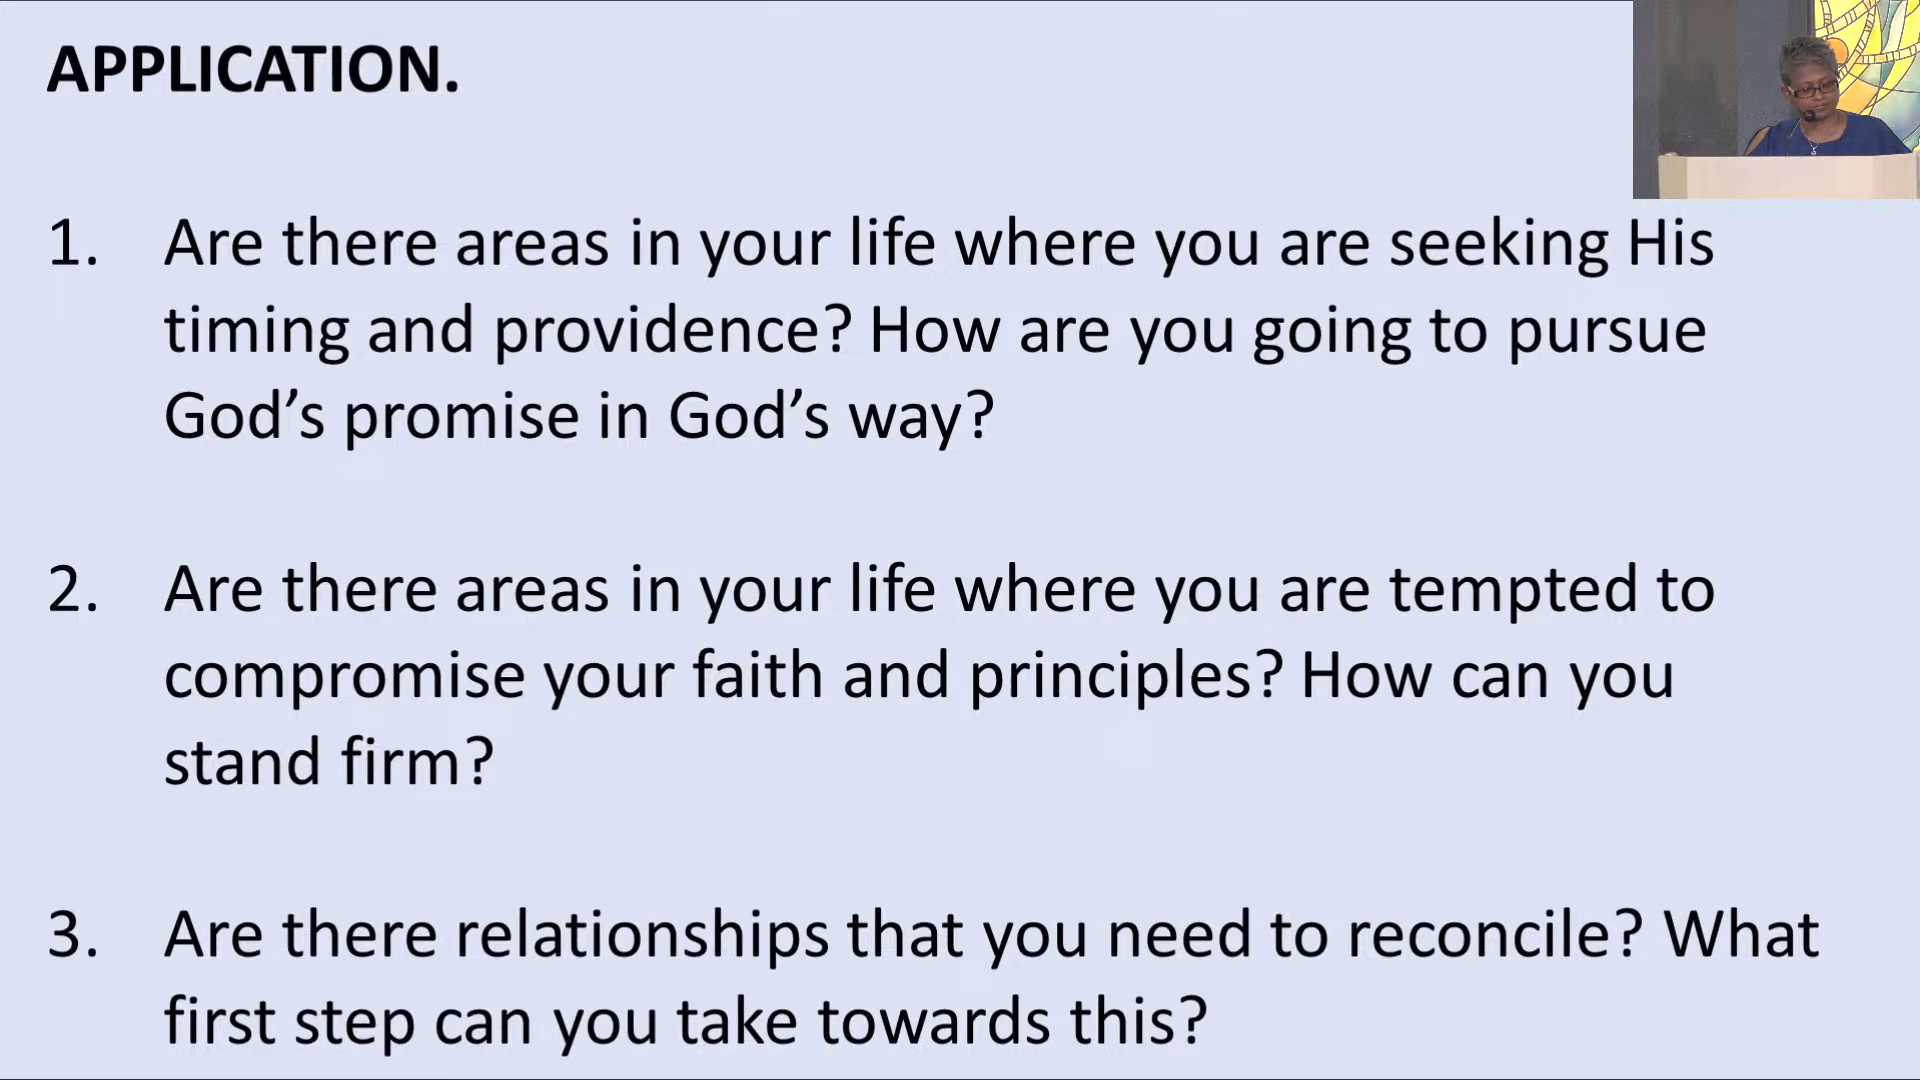 APPLICATION.
1. Are there areas in your life where you are seeking His
timing and providence? How are you going to pursue
God’s promise in God’s way?
2. Are there areas in your life where you are tempted to
compromise your faith and principles? How can you
stand firm?
3. Are there relationships that you need to reconcile? What
first step can you take towards this?